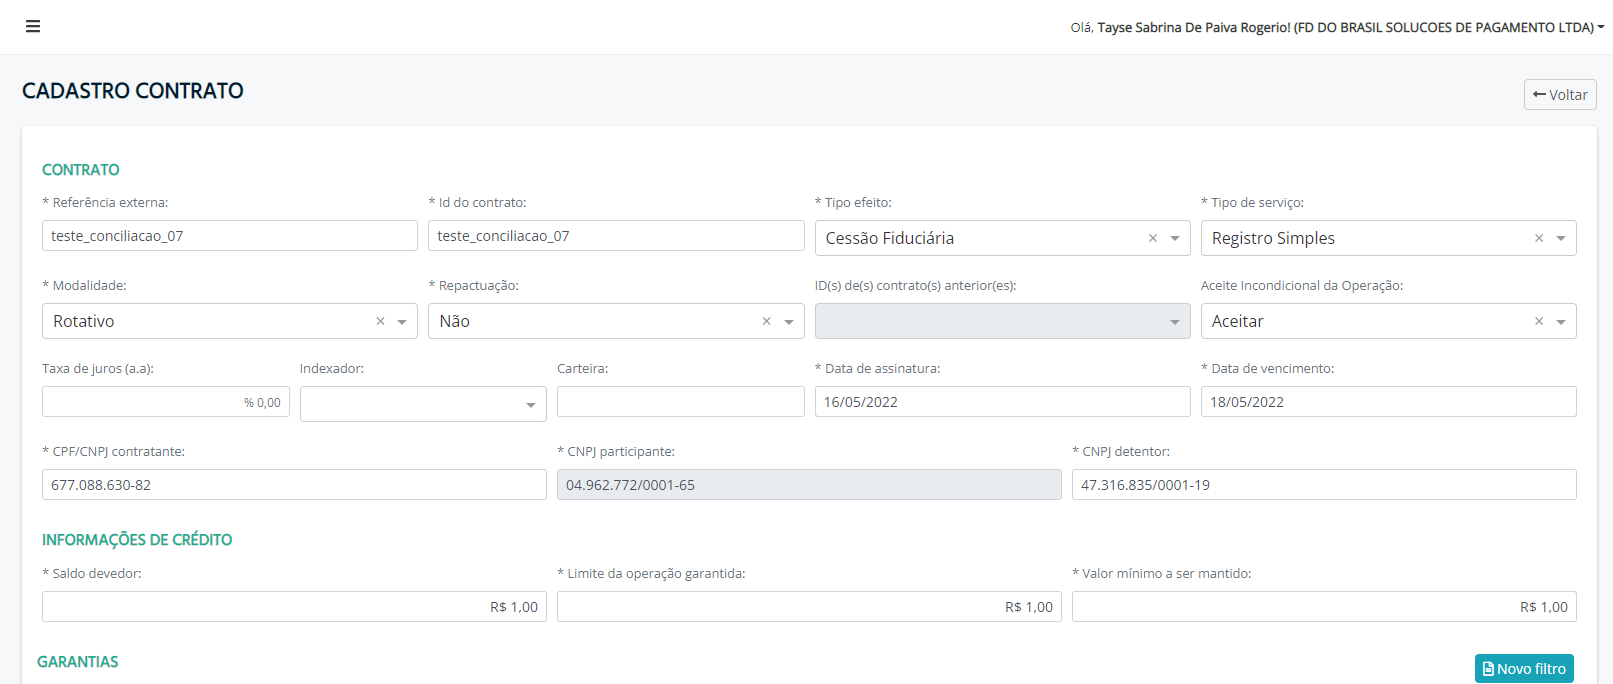 Olá, Tayse Sabrina De Paiva Rogerio! (FD DO BRASIL SOLUCOES DE PAGAMENTO LTDA)
CADASTRO CONTRATO
Voltar
CONTRATO
* Referência externa: * Id do contrato: * Tipo efeito: * Tipo de serviço:
teste_conciliacao_07 teste_conciliacao_07 Cessão Fiduciária × Registro Simples ×
* Modalidade: * Repactuação: ID(s) de(s) contrato(s) anterior(es): Aceite Incondicional da Operação:
Rotativo × Não × Aceitar ×
Taxa de juros (a.a): Indexador: Carteira: * Data de assinatura: * Data de vencimento:
% 0,00 16/05/2022 18/05/2022
* CPF/CNPJ contratante: * CNPJ participante: * CNPJ detentor:
677.088.630-82 04.962.772/0001-65 47.316.835/0001-19
INFORMAÇÕES DE CRÉDITO
* Saldo devedor: * Limite da operação garantida: * Valor mínimo a ser mantido:
R$ 1,00 R$ 1,00 R$ 1,00
GARANTIAS
Novo filtro